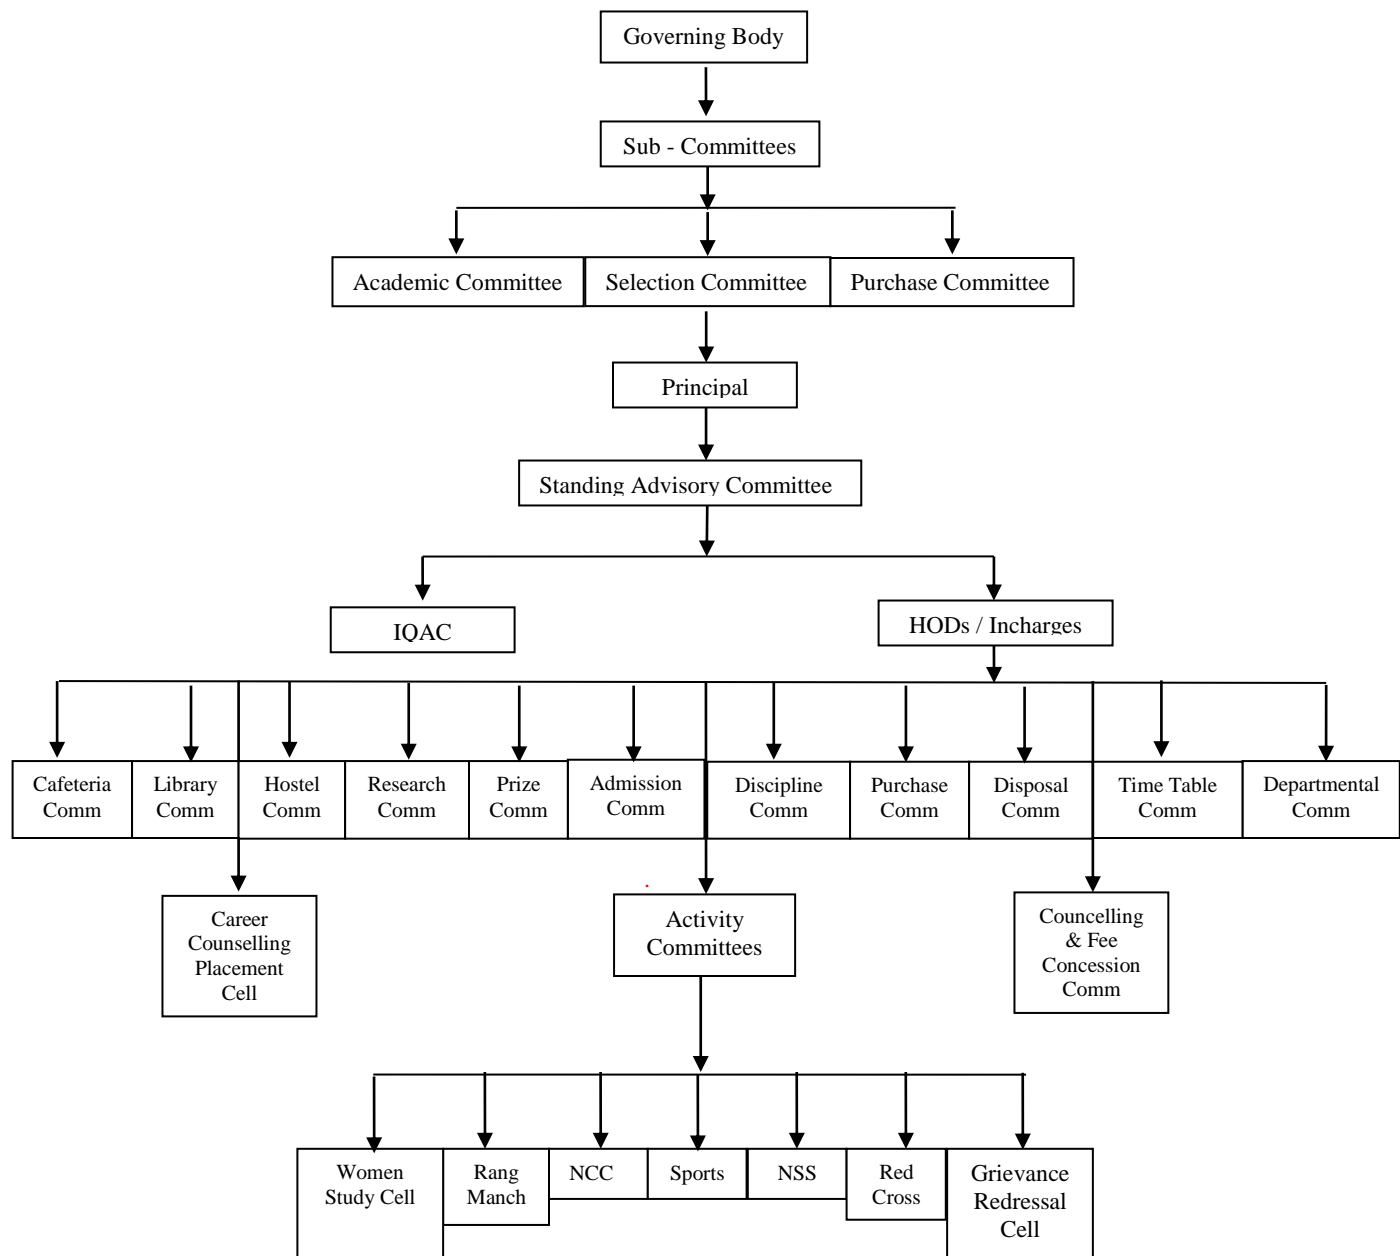 Governing Body
Sub - Committees
Academic Committee
Selection Committee
Purchase Committee
Principal
Standing Advisory Committee
IQAC
HODs / Incharges
Cafeteria
Comm
Library
Comm
Hostel
Comm
Research
Comm
Prize
Comm
Admission
Comm
Discipline
Comm
Purchase
Comm
Disposal
Comm
Time Table
Comm
Departmental
Comm
Career
Counselling
Placement
Cell
Activity
Committees
Councelling
& Fee
Concession
Comm
Women
Study Cell
Rang
Manch
NCC
Sports
NSS
Red
Cross
Grievance
Redressal
Cell